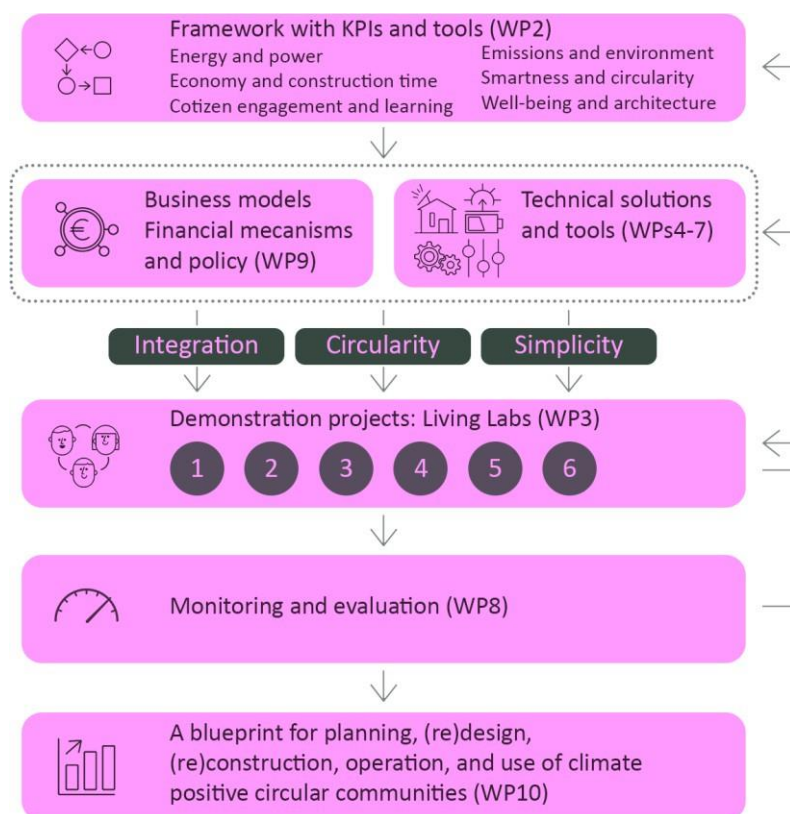 Framework with KPIs and tools (WP2)
Energy and power
Economy and construction time
Cotizen engagement and learning
Emissions and environment
Smartness and circularity
Well-being and architecture
€
Business models
Financial mecanisms
and policy (WP9)
Technical solutions
and tools (WPs4-7)
Integration
Circularity
Simplicity
Demonstration projects: Living Labs (WP3)
1 2 3 4 5 6
Monitoring and evaluation (WP8)
A blueprint for planning, (re)design,
(re)construction, operation, and use of climate
positive circular communities (WP10)